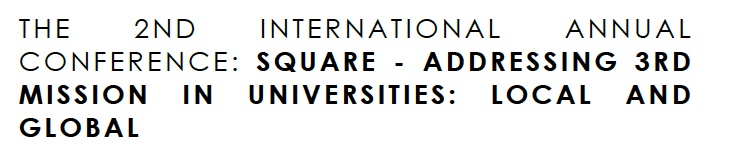 THE 2ND INTERNATIONAL ANNUAL
CONFERENCE: SQUARE - ADDRESSING 3RD
MISSION IN UNIVERSITIES: LOCAL AND
GLOBAL